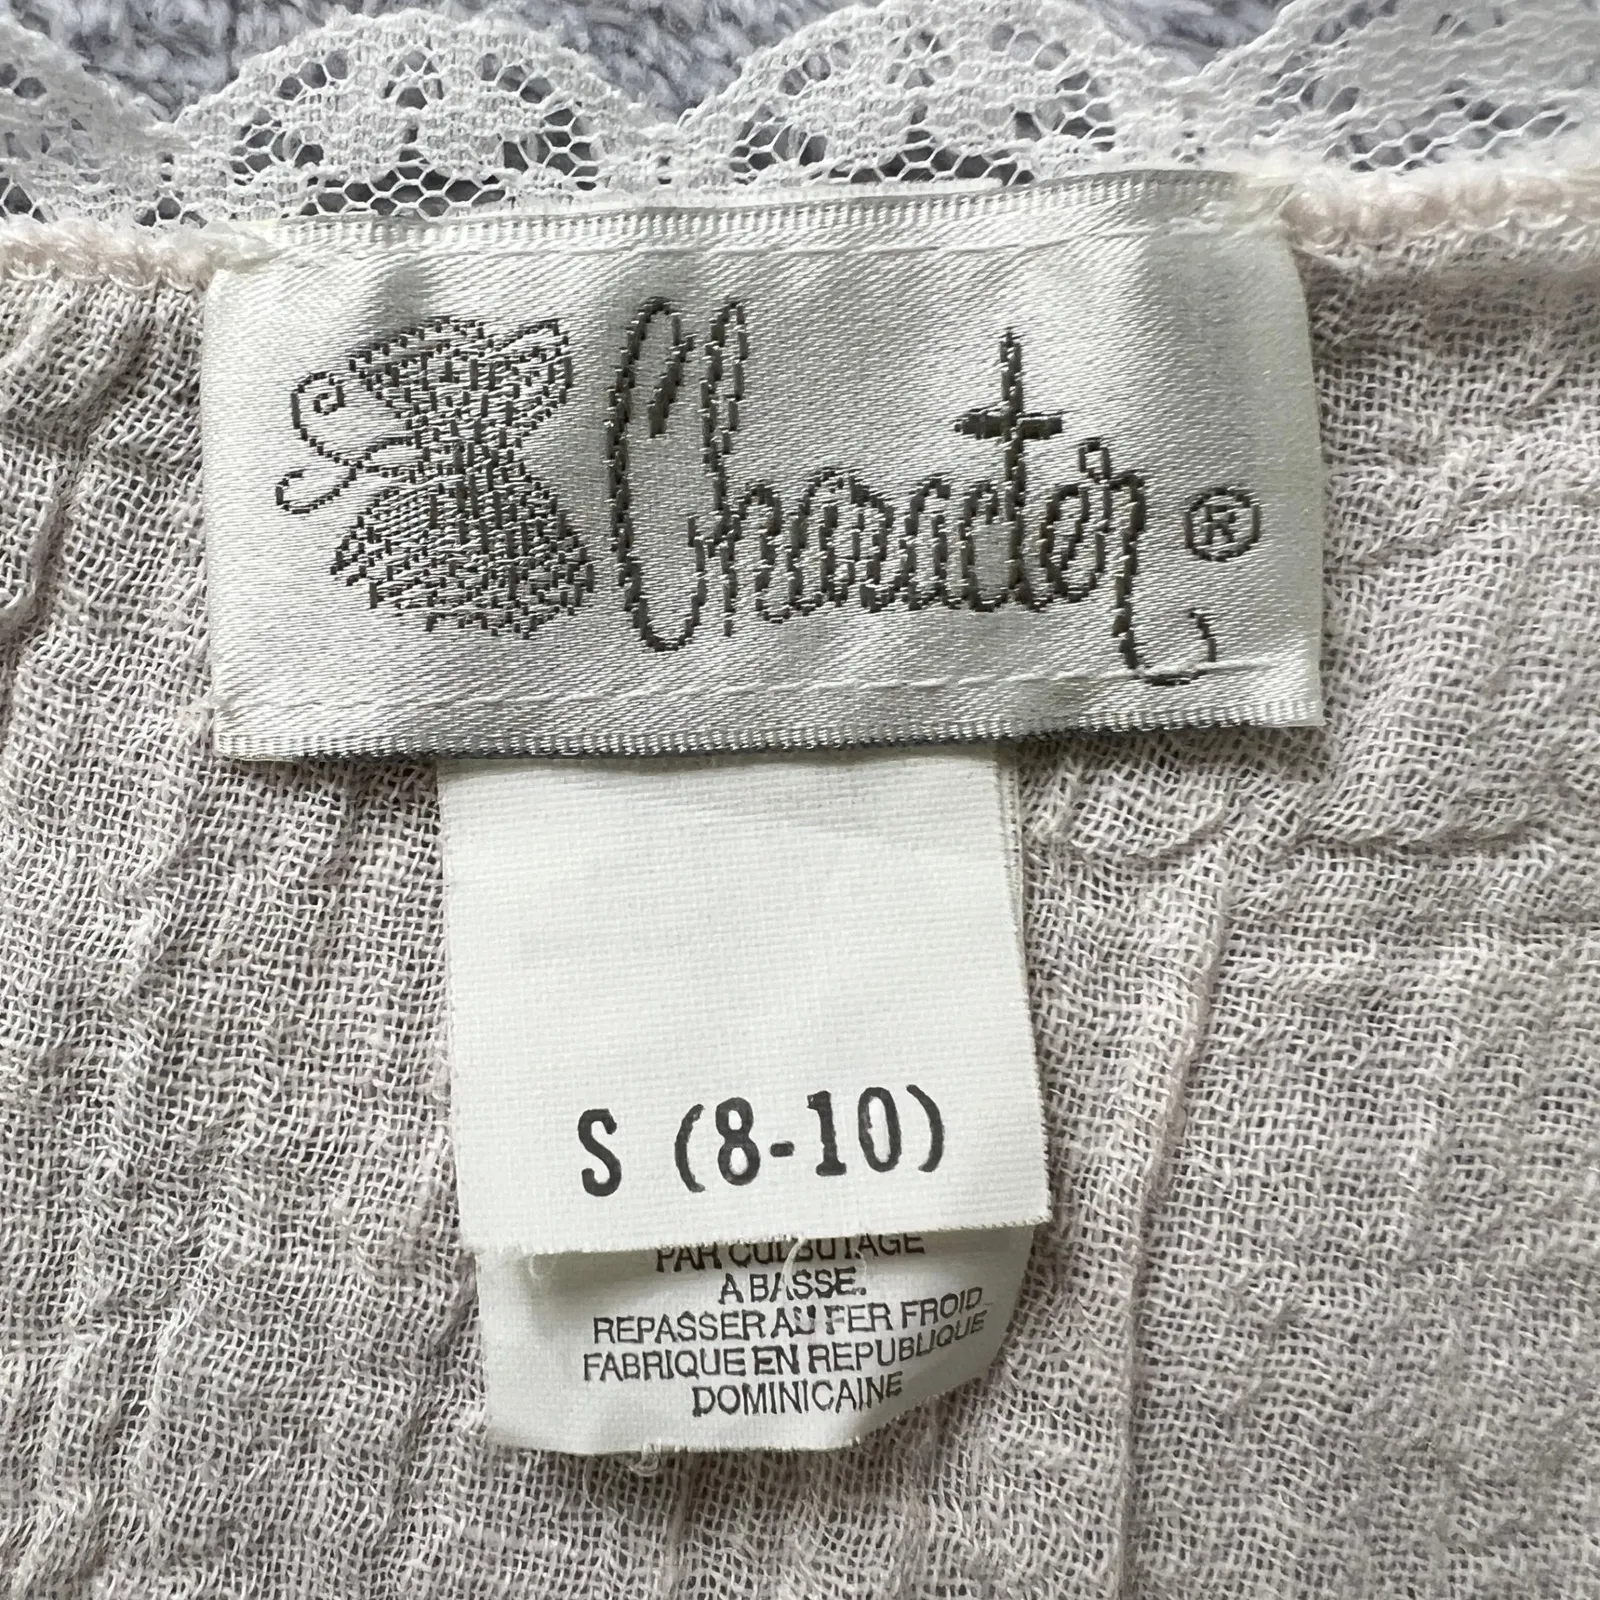 Character ®
S (8-10)
PAR CULBUTAGE
A BASSE.
REPASSER AU FER FROID
FABRIQUE EN REPUBLIQUE
DOMINICAINE